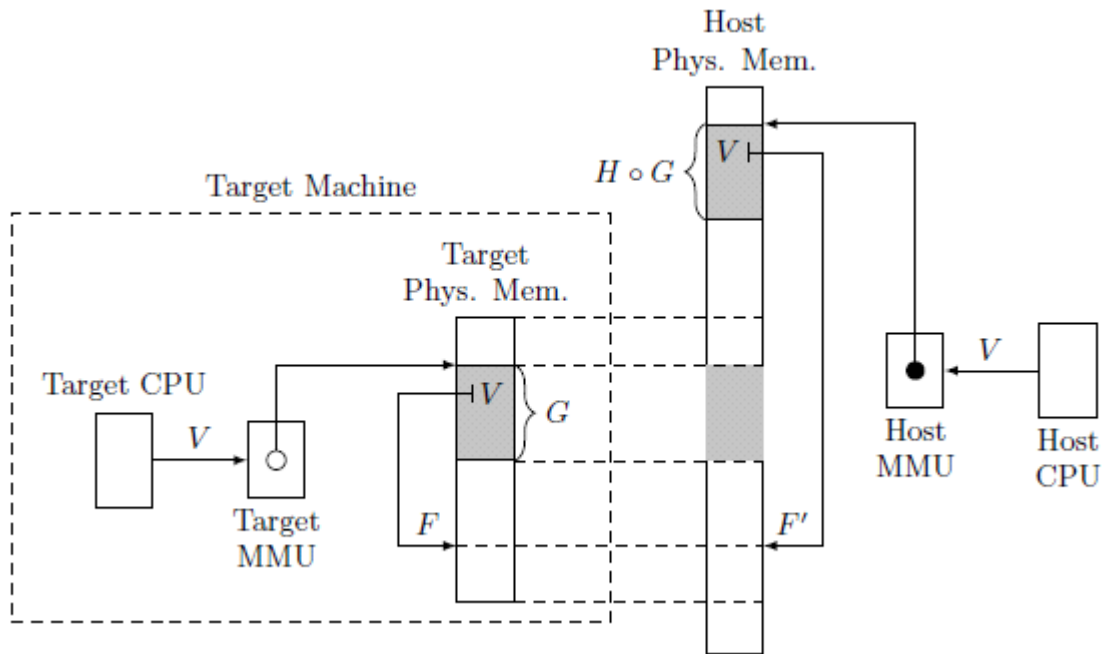 Host
Phys. Mem.
V
H ∘ G
Target Machine
Target
Phys. Mem.
Target CPU
V
V
G
V
Host
MMU
Host
CPU
Target
MMU
F
F′